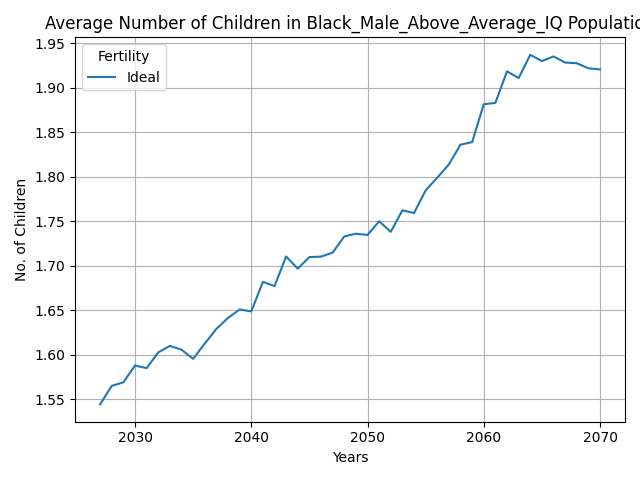 Average Number of Children in Black_Male_Above_Average_IQ Populatio
Fertility
Ideal
No. of Children
1.95
1.90
1.85
1.80
1.75
1.70
1.65
1.60
1.55
2030 2040 2050 2060 2070
Years